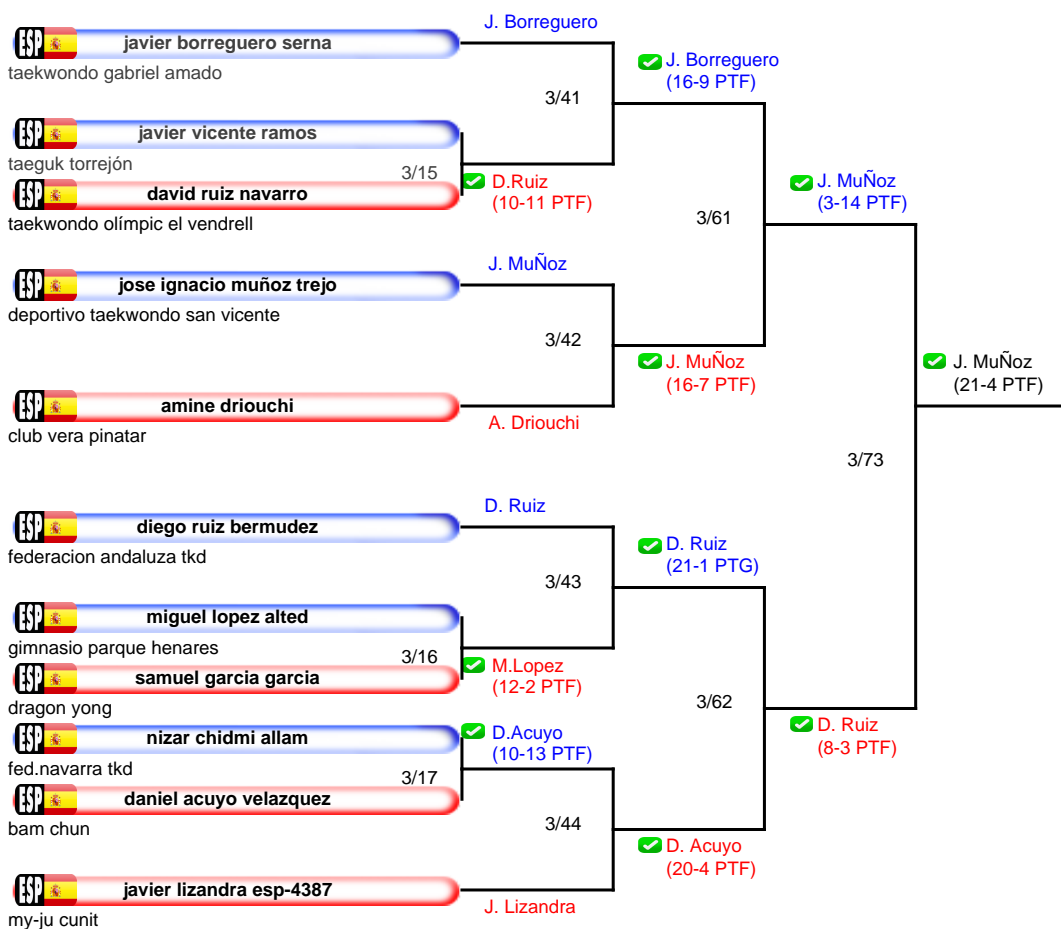 J. Borreguero
ESP javier borreguero serna
taekwondo gabriel amado
J. Borreguero
(16-9 PTF)
3/41
ESP javier vicente ramos
taeguk torrejón
3/15
D.Ruiz
(10-11 PTF)
ESP david ruiz navarro
taekwondo olímpic el vendrell
J. MuÑoz
(3-14 PTF)
3/61
J. MuÑoz
ESP jose ignacio muñoz trejo
deportivo taekwondo san vicente
3/42
J. MuÑoz
(16-7 PTF)
J. MuÑoz
(21-4 PTF)
ESP amine driouchi
A. Driouchi
club vera pinatar
3/73
D. Ruiz
ESP diego ruiz bermudez
federacion andaluza tkd
D. Ruiz
(21-1 PTG)
3/43
ESP miguel lopez alted
gimnasio parque henares
3/16
M.Lopez
(12-2 PTF)
ESP samuel garcia garcia
dragon yong
3/62
D. Ruiz
(8-3 PTF)
ESP nizar chidmi allam
D.Acuyo
(10-13 PTF)
fed.navarra tkd
3/17
ESP daniel acuyo velazquez
bam chun
3/44
D. Acuyo
(20-4 PTF)
ESP javier lizandra esp-4387
J. Lizandra
my-ju cunit